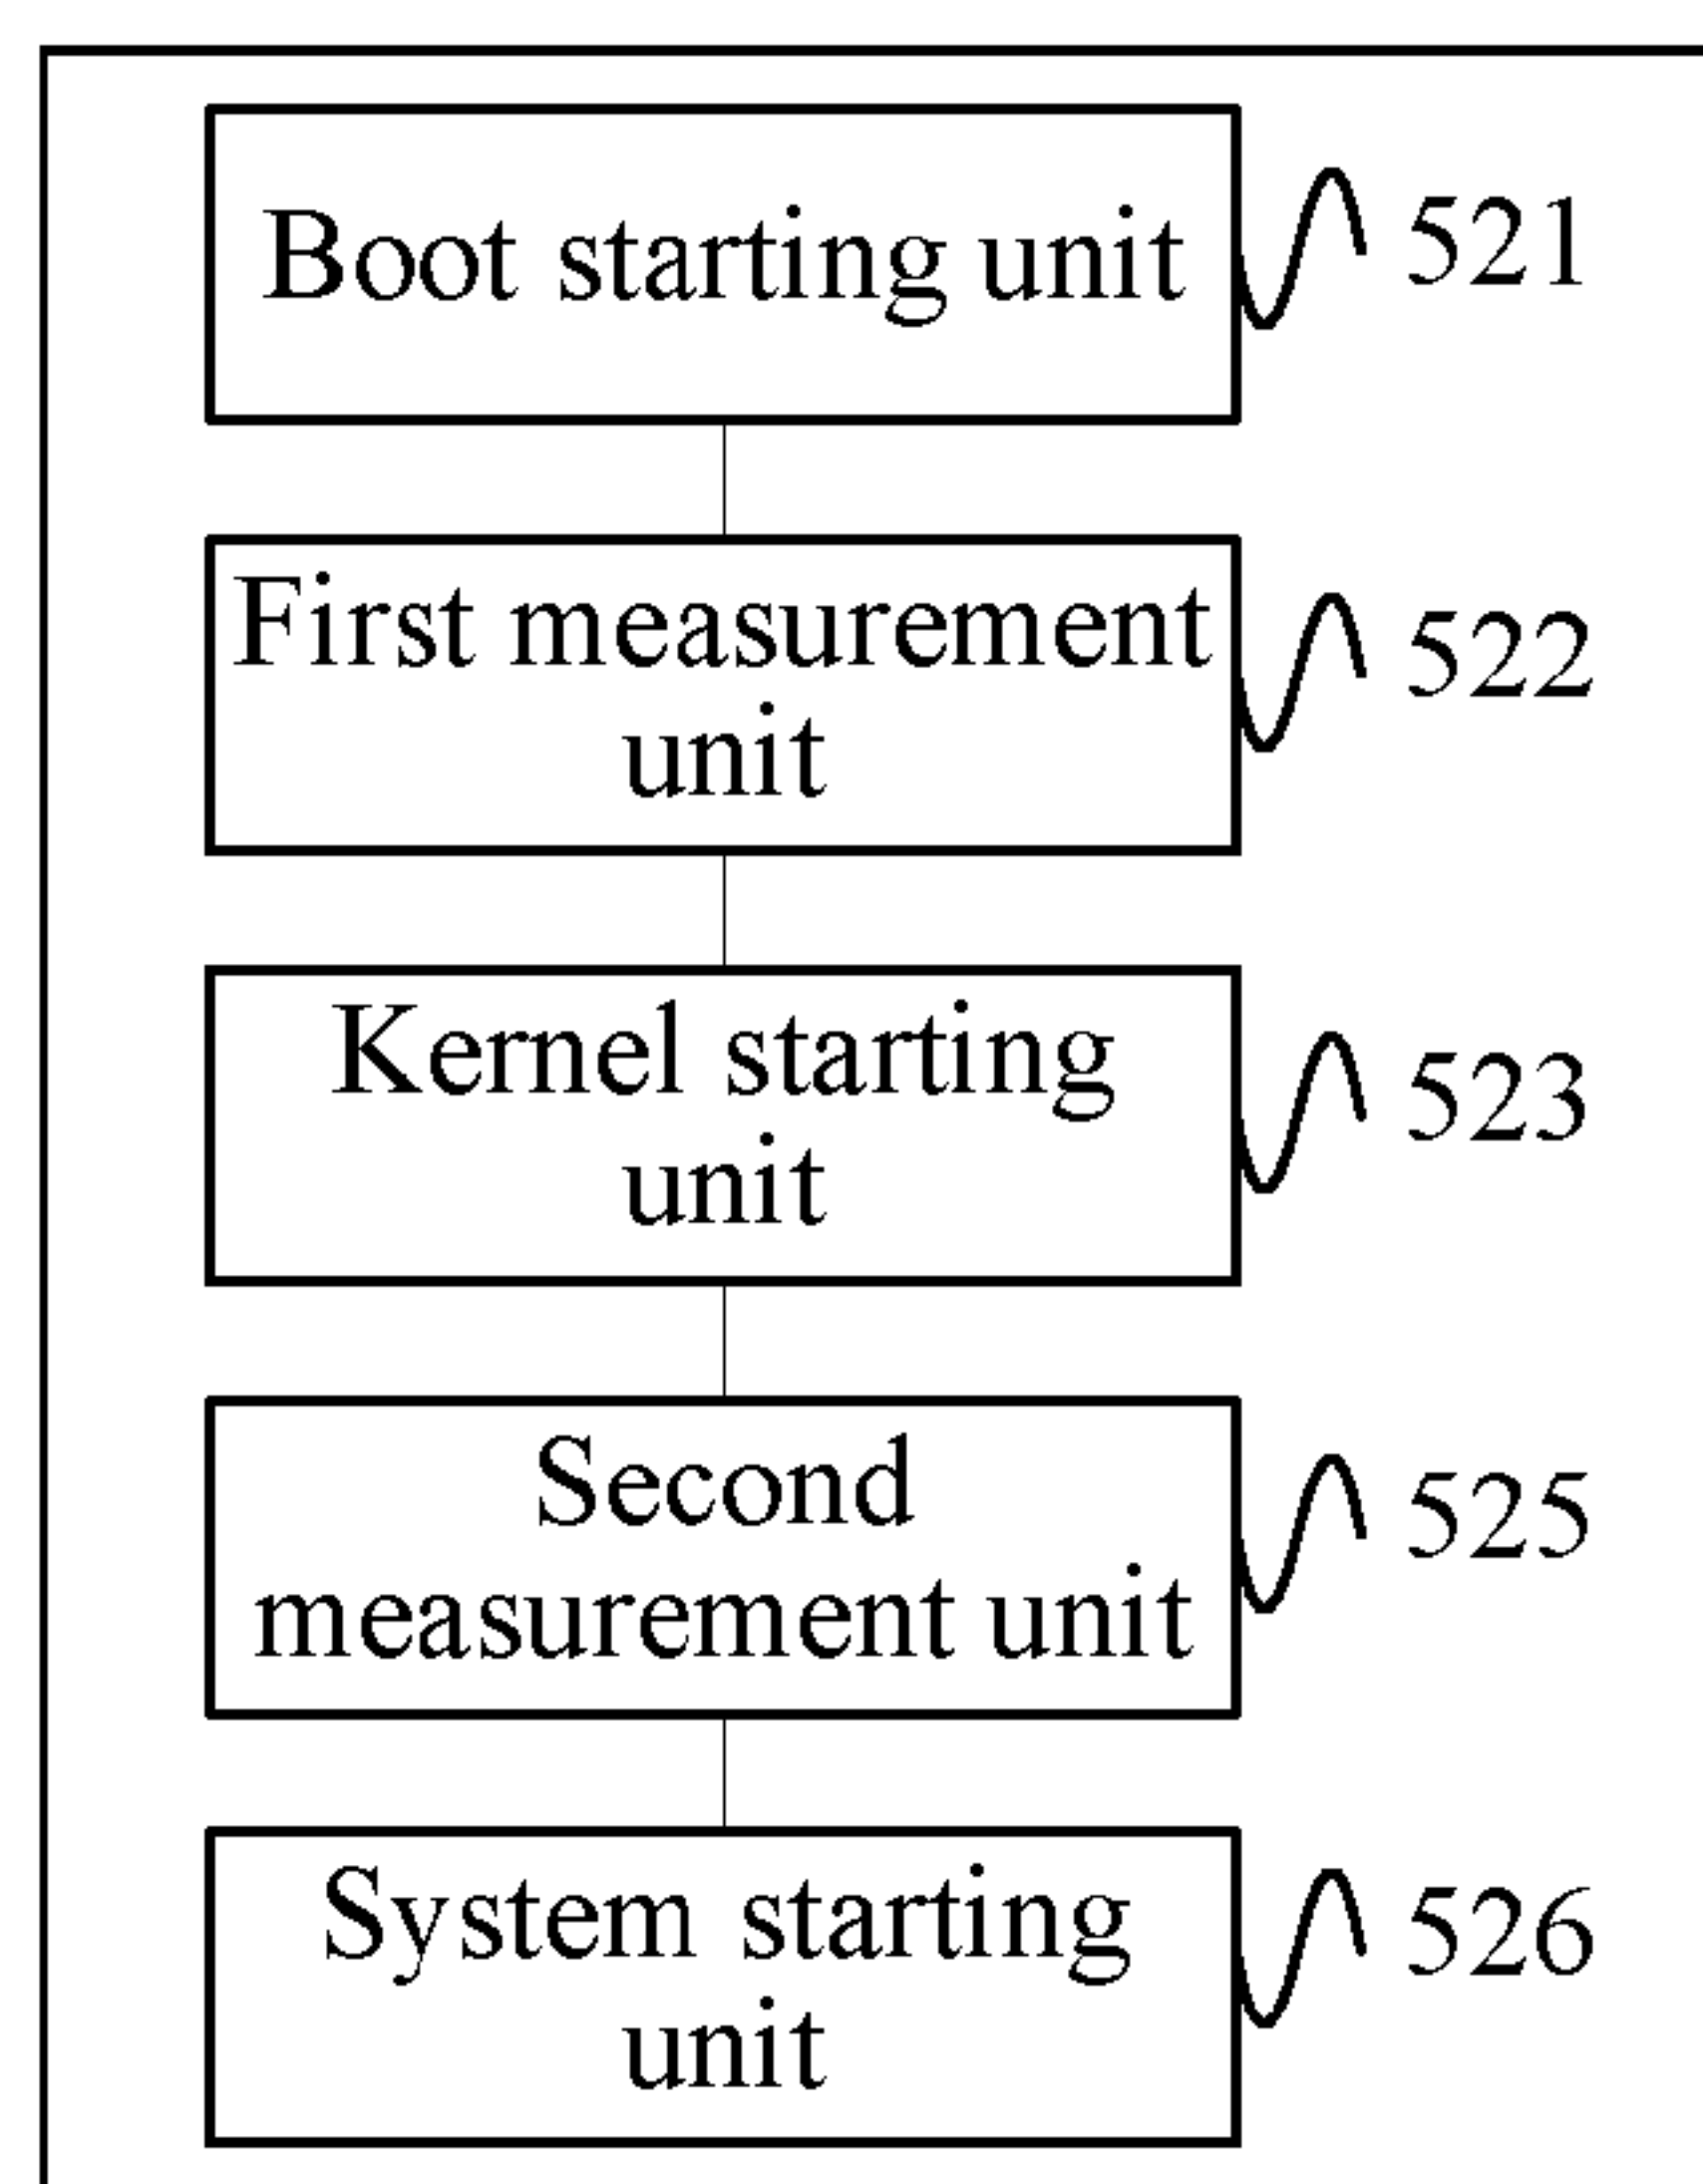 Boot starting unit
521
First measurement
unit
522
Kernel starting
unit
523
Second
measurement unit
525
System starting
unit
526